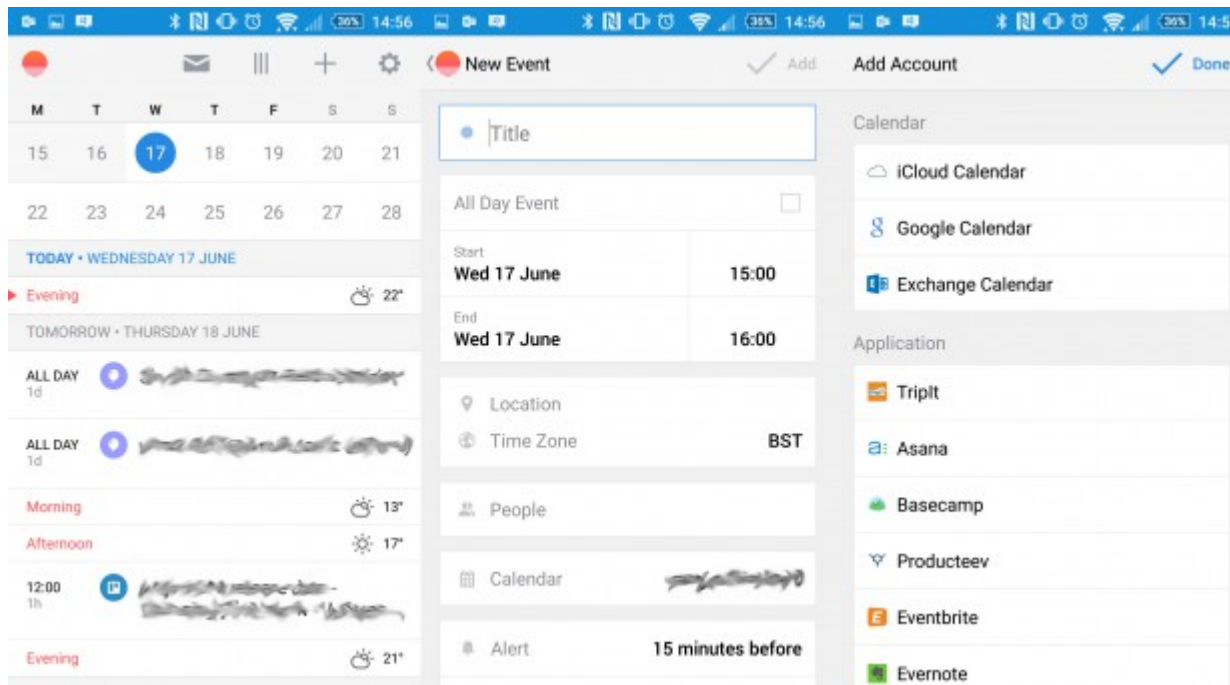 36% 14:56
M T W T F S S
15 16 17 18 19 20 21
22 23 24 25 26 27 28
TODAY • WEDNESDAY 17 JUNE
Evening 22°
TOMORROW • THURSDAY 18 JUNE
ALL DAY
1d
ALL DAY
1d
Morning 13°
Afternoon 17°
12:00
1h
Evening 21°
36% 14:56
New Event Add
Title
All Day Event
Start
Wed 17 June 15:00
End
Wed 17 June 16:00
Location
Time Zone BST
People
Calendar
Alert 15 minutes before
36% 14:5
Add Account Done
Calendar
iCloud Calendar
Google Calendar
Exchange Calendar
Application
TripIt
Asana
Basecamp
Producteev
Eventbrite
Evernote